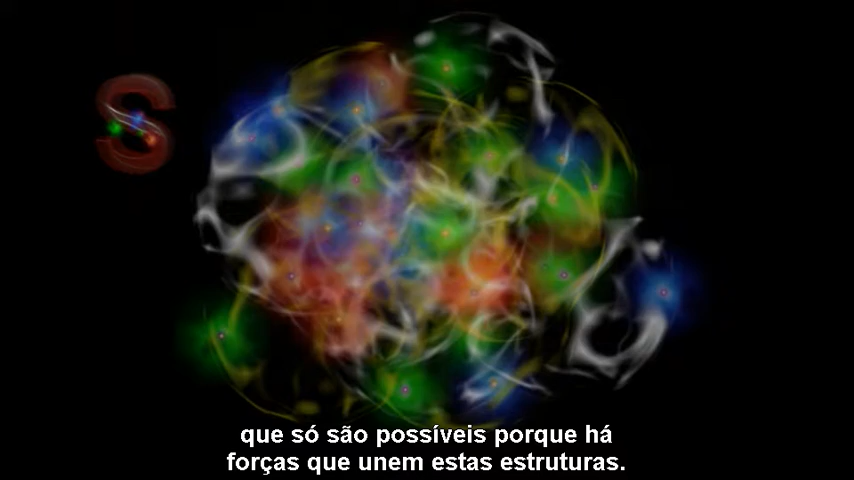 S
que só são possíveis porque há
forças que unem estas estruturas.